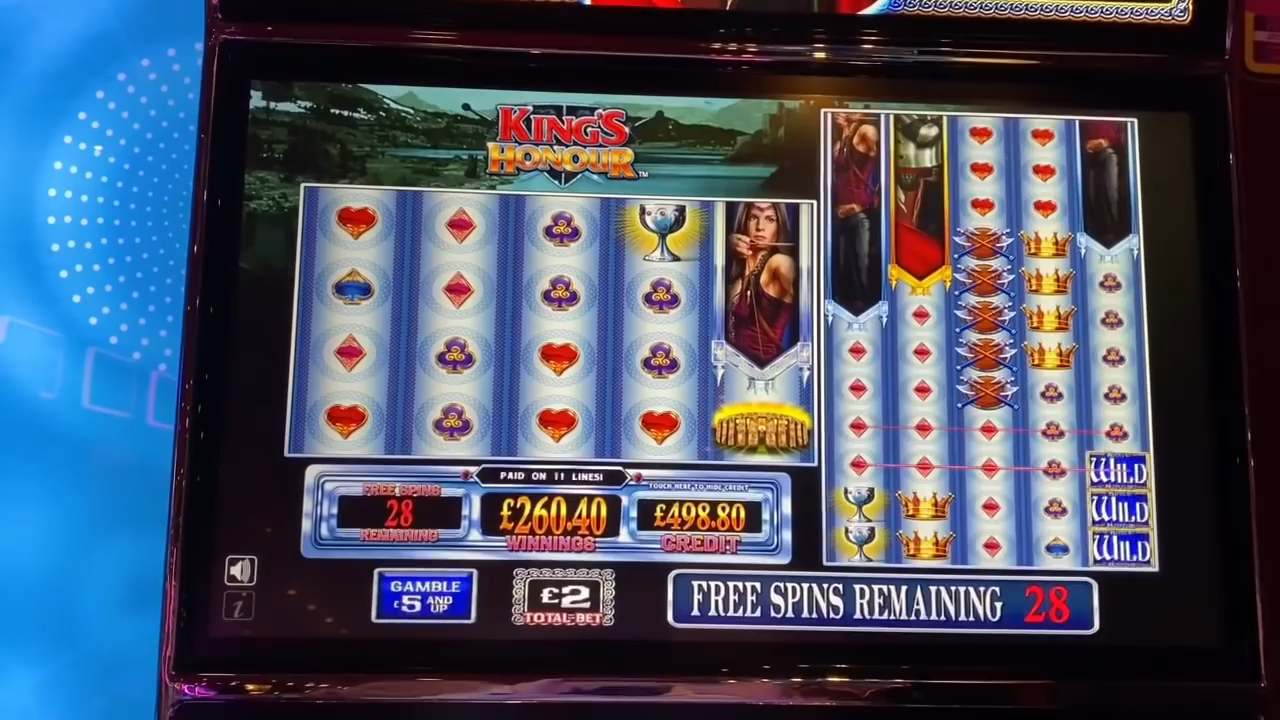 KING'S
HONOUR™
WILD
WILD
WILD
PAID ON 11 LINES!
FREE SPINS
28
REMAINING
£260.40
WINNINGS
TOUCH HERE TO HIDE CREDIT
£498.80
CREDIT
GAMBLE
£5 AND UP
£2
TOTAL BET
FREE SPINS REMAINING 28
i